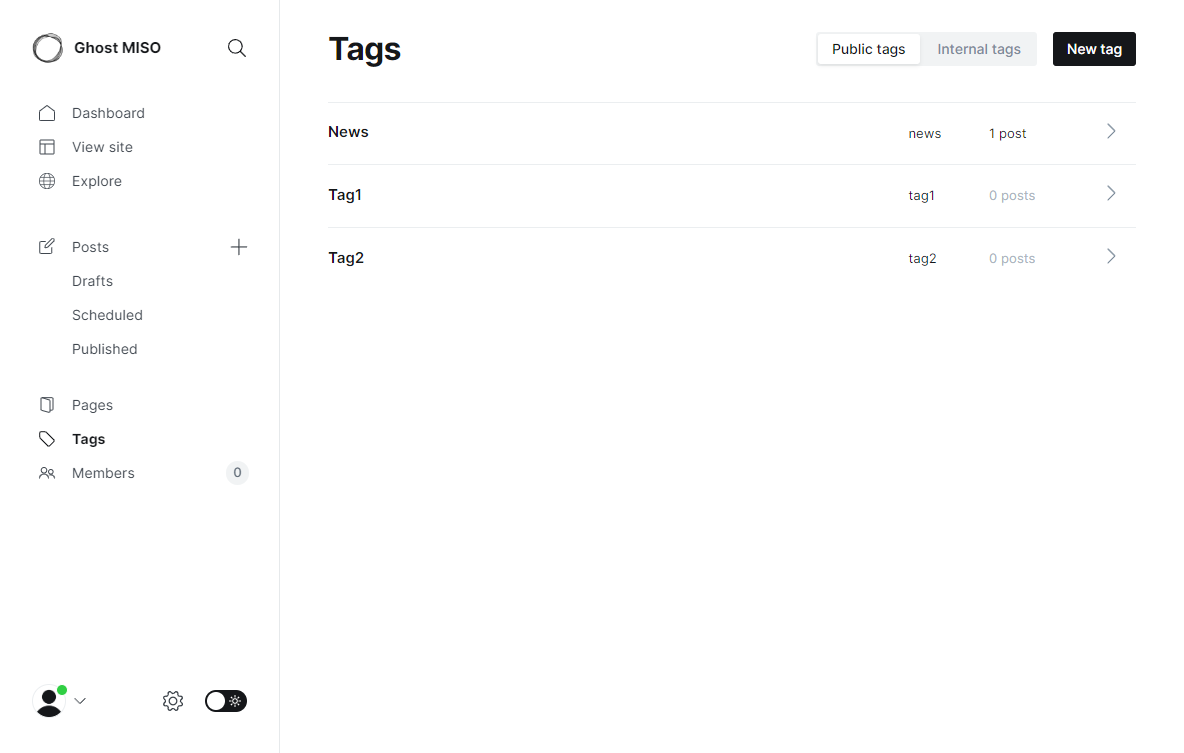 Ghost MISO
Dashboard
View site
Explore
Posts
Drafts
Scheduled
Published
Pages
Tags
Members 0
Tags
Public tags Internal tags New tag
News news 1 post
Tag1 tag1 0 posts
Tag2 tag2 0 posts